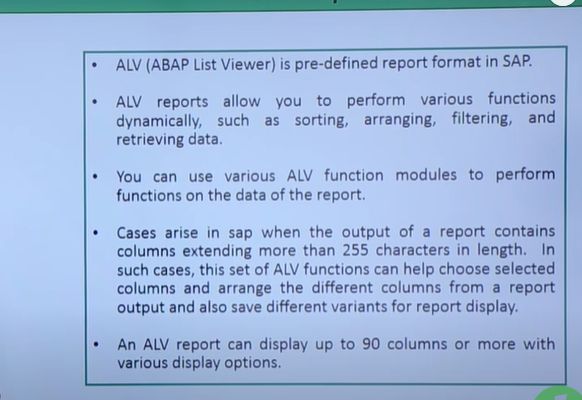 • ALV (ABAP List Viewer) is pre-defined report format in SAP.
• ALV reports allow you to perform various functions
dynamically, such as sorting, arranging, filtering, and
retrieving data.
• You can use various ALV function modules to perform
functions on the data of the report.
• Cases arise in sap when the output of a report contains
columns extending more than 255 characters in length. In
such cases, this set of ALV functions can help choose selected
columns and arrange the different columns from a report
output and also save different variants for report display.
• An ALV report can display up to 90 columns or more with
various display options.